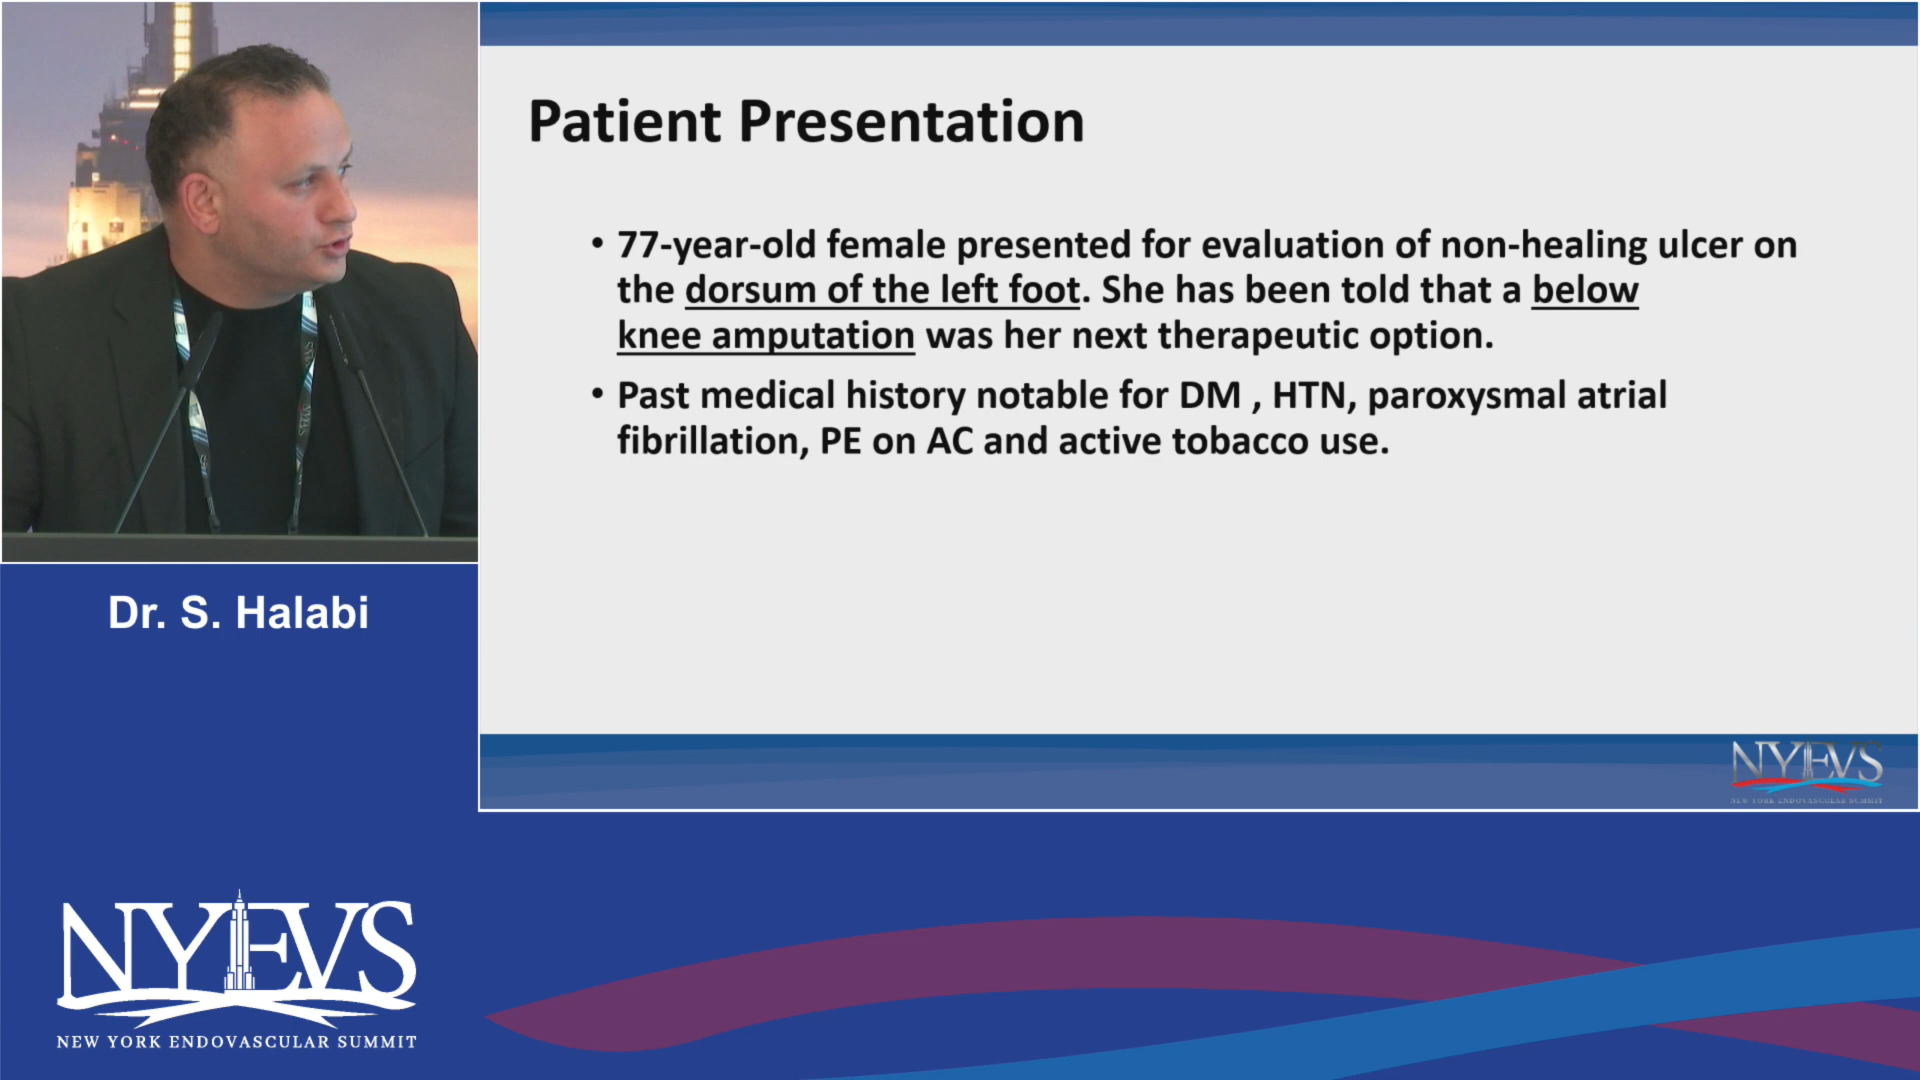 Patient Presentation
• 77-year-old female presented for evaluation of non-healing ulcer on
the dorsum of the left foot. She has been told that a below
knee amputation was her next therapeutic option.
• Past medical history notable for DM , HTN, paroxysmal atrial
fibrillation, PE on AC and active tobacco use.
NYEVS
NEW YORK ENDOVASCULAR SUMMIT
Dr. S. Halabi
NYEVS
NEW YORK ENDOVASCULAR SUMMIT